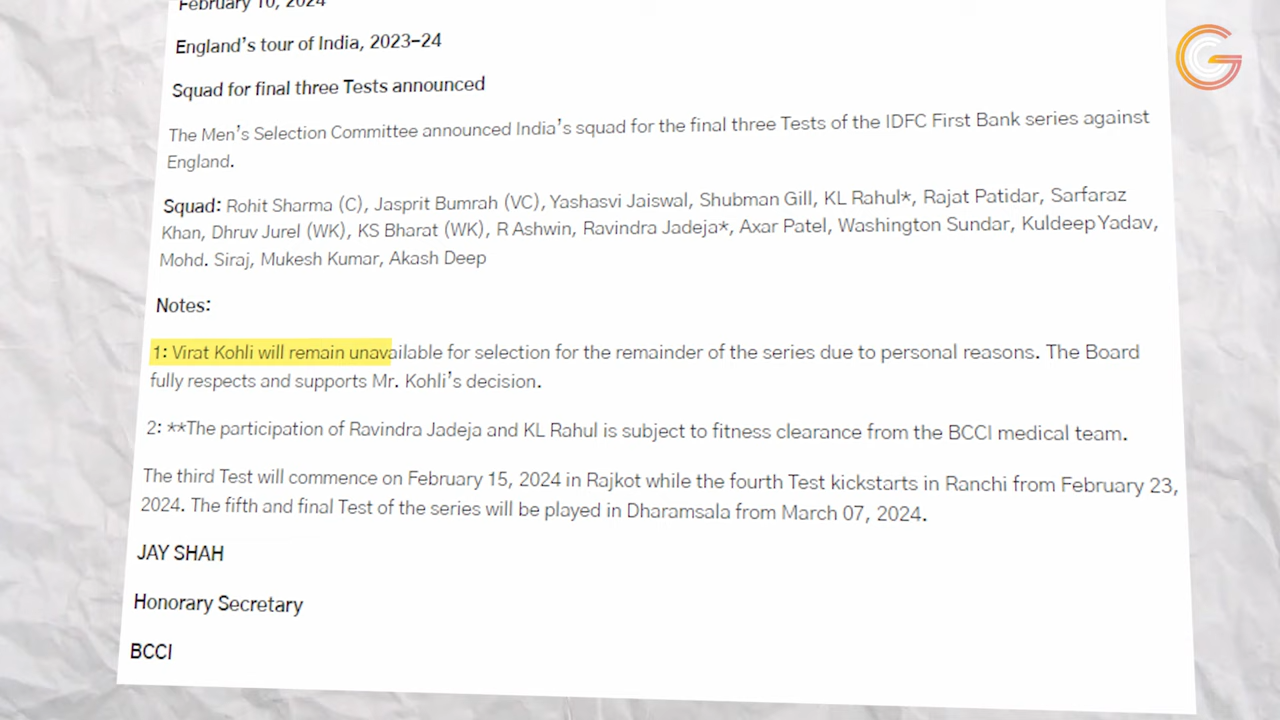 February 10, 2024
England's tour of India, 2023-24
Squad for final three Tests announced
The Men's Selection Committee announced India's squad for the final three Tests of the IDFC First Bank series against
England.
Squad: Rohit Sharma (C), Jasprit Bumrah (VC), Yashasvi Jaiswal, Shubman Gill, KL Rahul*, Rajat Patidar, Sarfaraz
Khan, Dhruv Jurel (WK), KS Bharat (WK), R Ashwin, Ravindra Jadeja*, Axar Patel, Washington Sundar, Kuldeep Yadav,
Mohd. Siraj, Mukesh Kumar, Akash Deep
Notes:
1: Virat Kohli will remain unavailable for selection for the remainder of the series due to personal reasons. The Board
fully respects and supports Mr. Kohli's decision.
2: **The participation of Ravindra Jadeja and KL Rahul is subject to fitness clearance from the BCCI medical team.
The third Test will commence on February 15, 2024 in Rajkot while the fourth Test kickstarts in Ranchi from February 23,
2024. The fifth and final Test of the series will be played in Dharamsala from March 07, 2024.
JAY SHAH
Honorary Secretary
BCCI